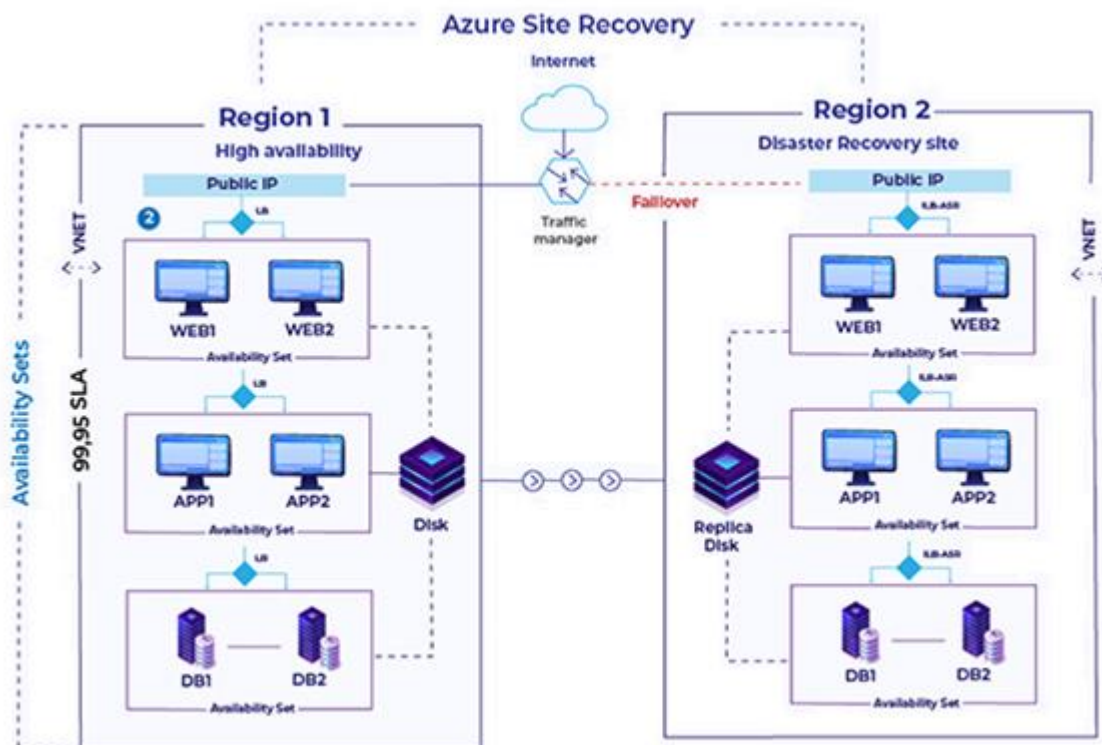 Azure Site Recovery
Internet
Region 1
High availability
Public IP
2
LB
VNET
WEB1
WEB2
Availability Set
LB
APP1
APP2
Availability Set
Disk
LB
DB1
DB2
Availability Set
Availability Sets
99,95 SLA
Traffic
manager
Faillover
Region 2
Disaster Recovery site
Public IP
ILB-ASR
VNET
WEB1
WEB2
Availability Set
ILB-ASR
APP1
APP2
Availability Set
Replica
Disk
ILB-ASR
DB1
DB2
Availability Set